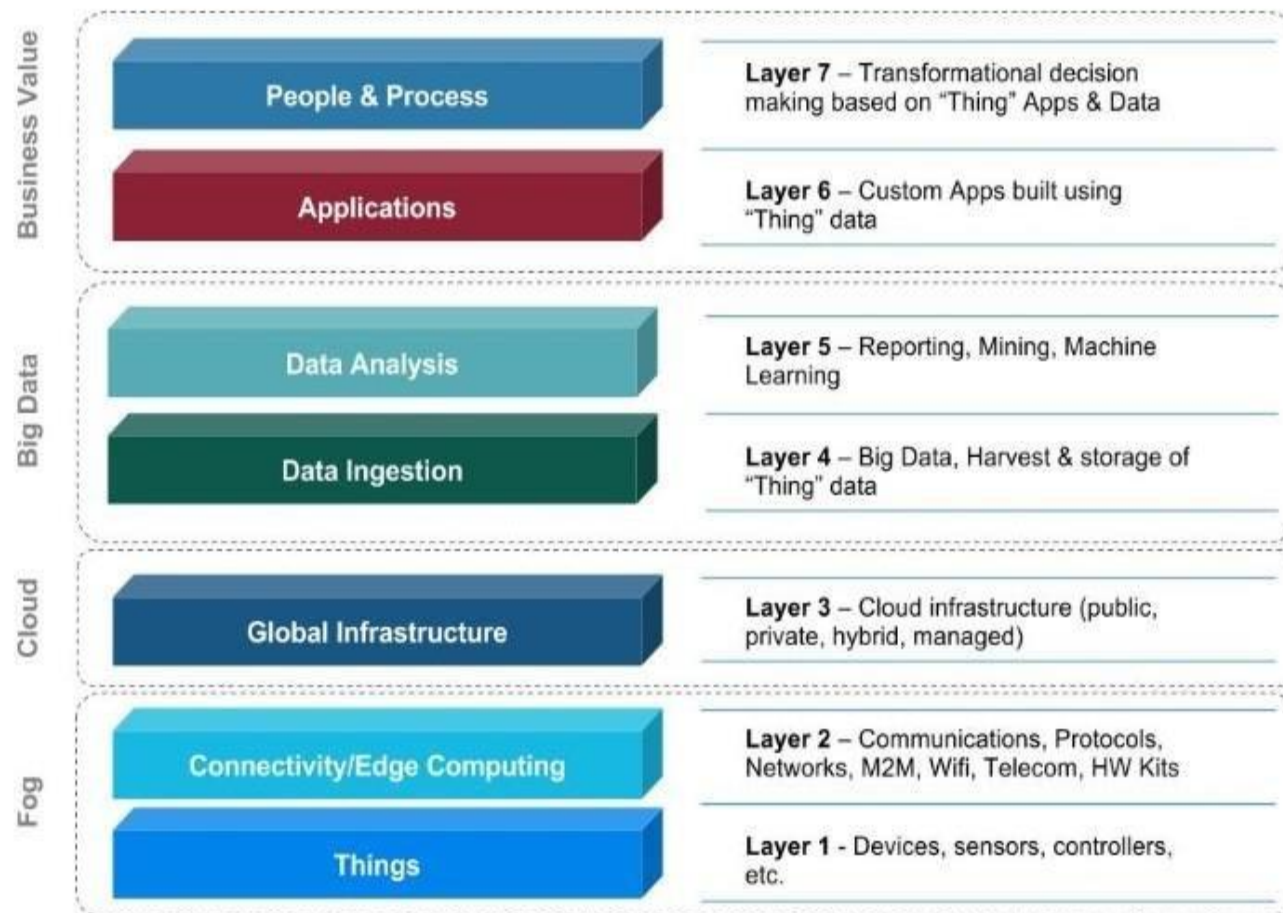 Business Value
People & Process
Layer 7 – Transformational decision
making based on “Thing” Apps & Data
Applications
Layer 6 – Custom Apps built using
“Thing” data
Big Data
Data Analysis
Layer 5 – Reporting, Mining, Machine
Learning
Data Ingestion
Layer 4 – Big Data, Harvest & storage of
“Thing” data
Cloud
Global Infrastructure
Layer 3 – Cloud infrastructure (public,
private, hybrid, managed)
Fog
Connectivity/Edge Computing
Layer 2 – Communications, Protocols,
Networks, M2M, Wifi, Telecom, HW Kits
Things
Layer 1 - Devices, sensors, controllers,
etc.